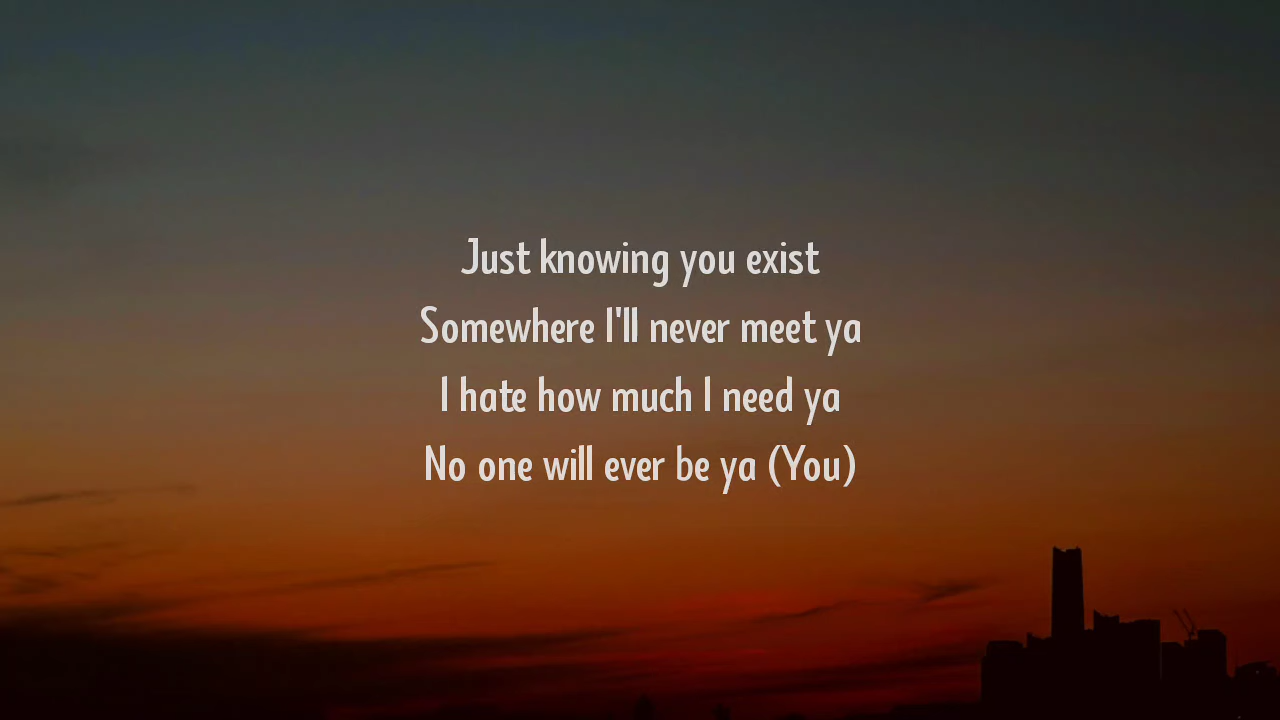 Just knowing you exist
Somewhere I'll never meet ya
I hate how much I need ya
No one will ever be ya (You)